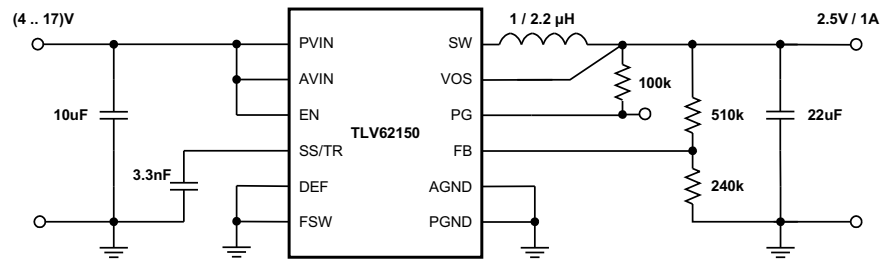 (4 .. 17)V
1 / 2.2 µH
2.5V / 1A
PVIN
SW
AVIN
VOS
100k
10uF
EN
PG
510k
22uF
TLV62150
SS/TR
FB
3.3nF
DEF
AGND
240k
FSW
PGND